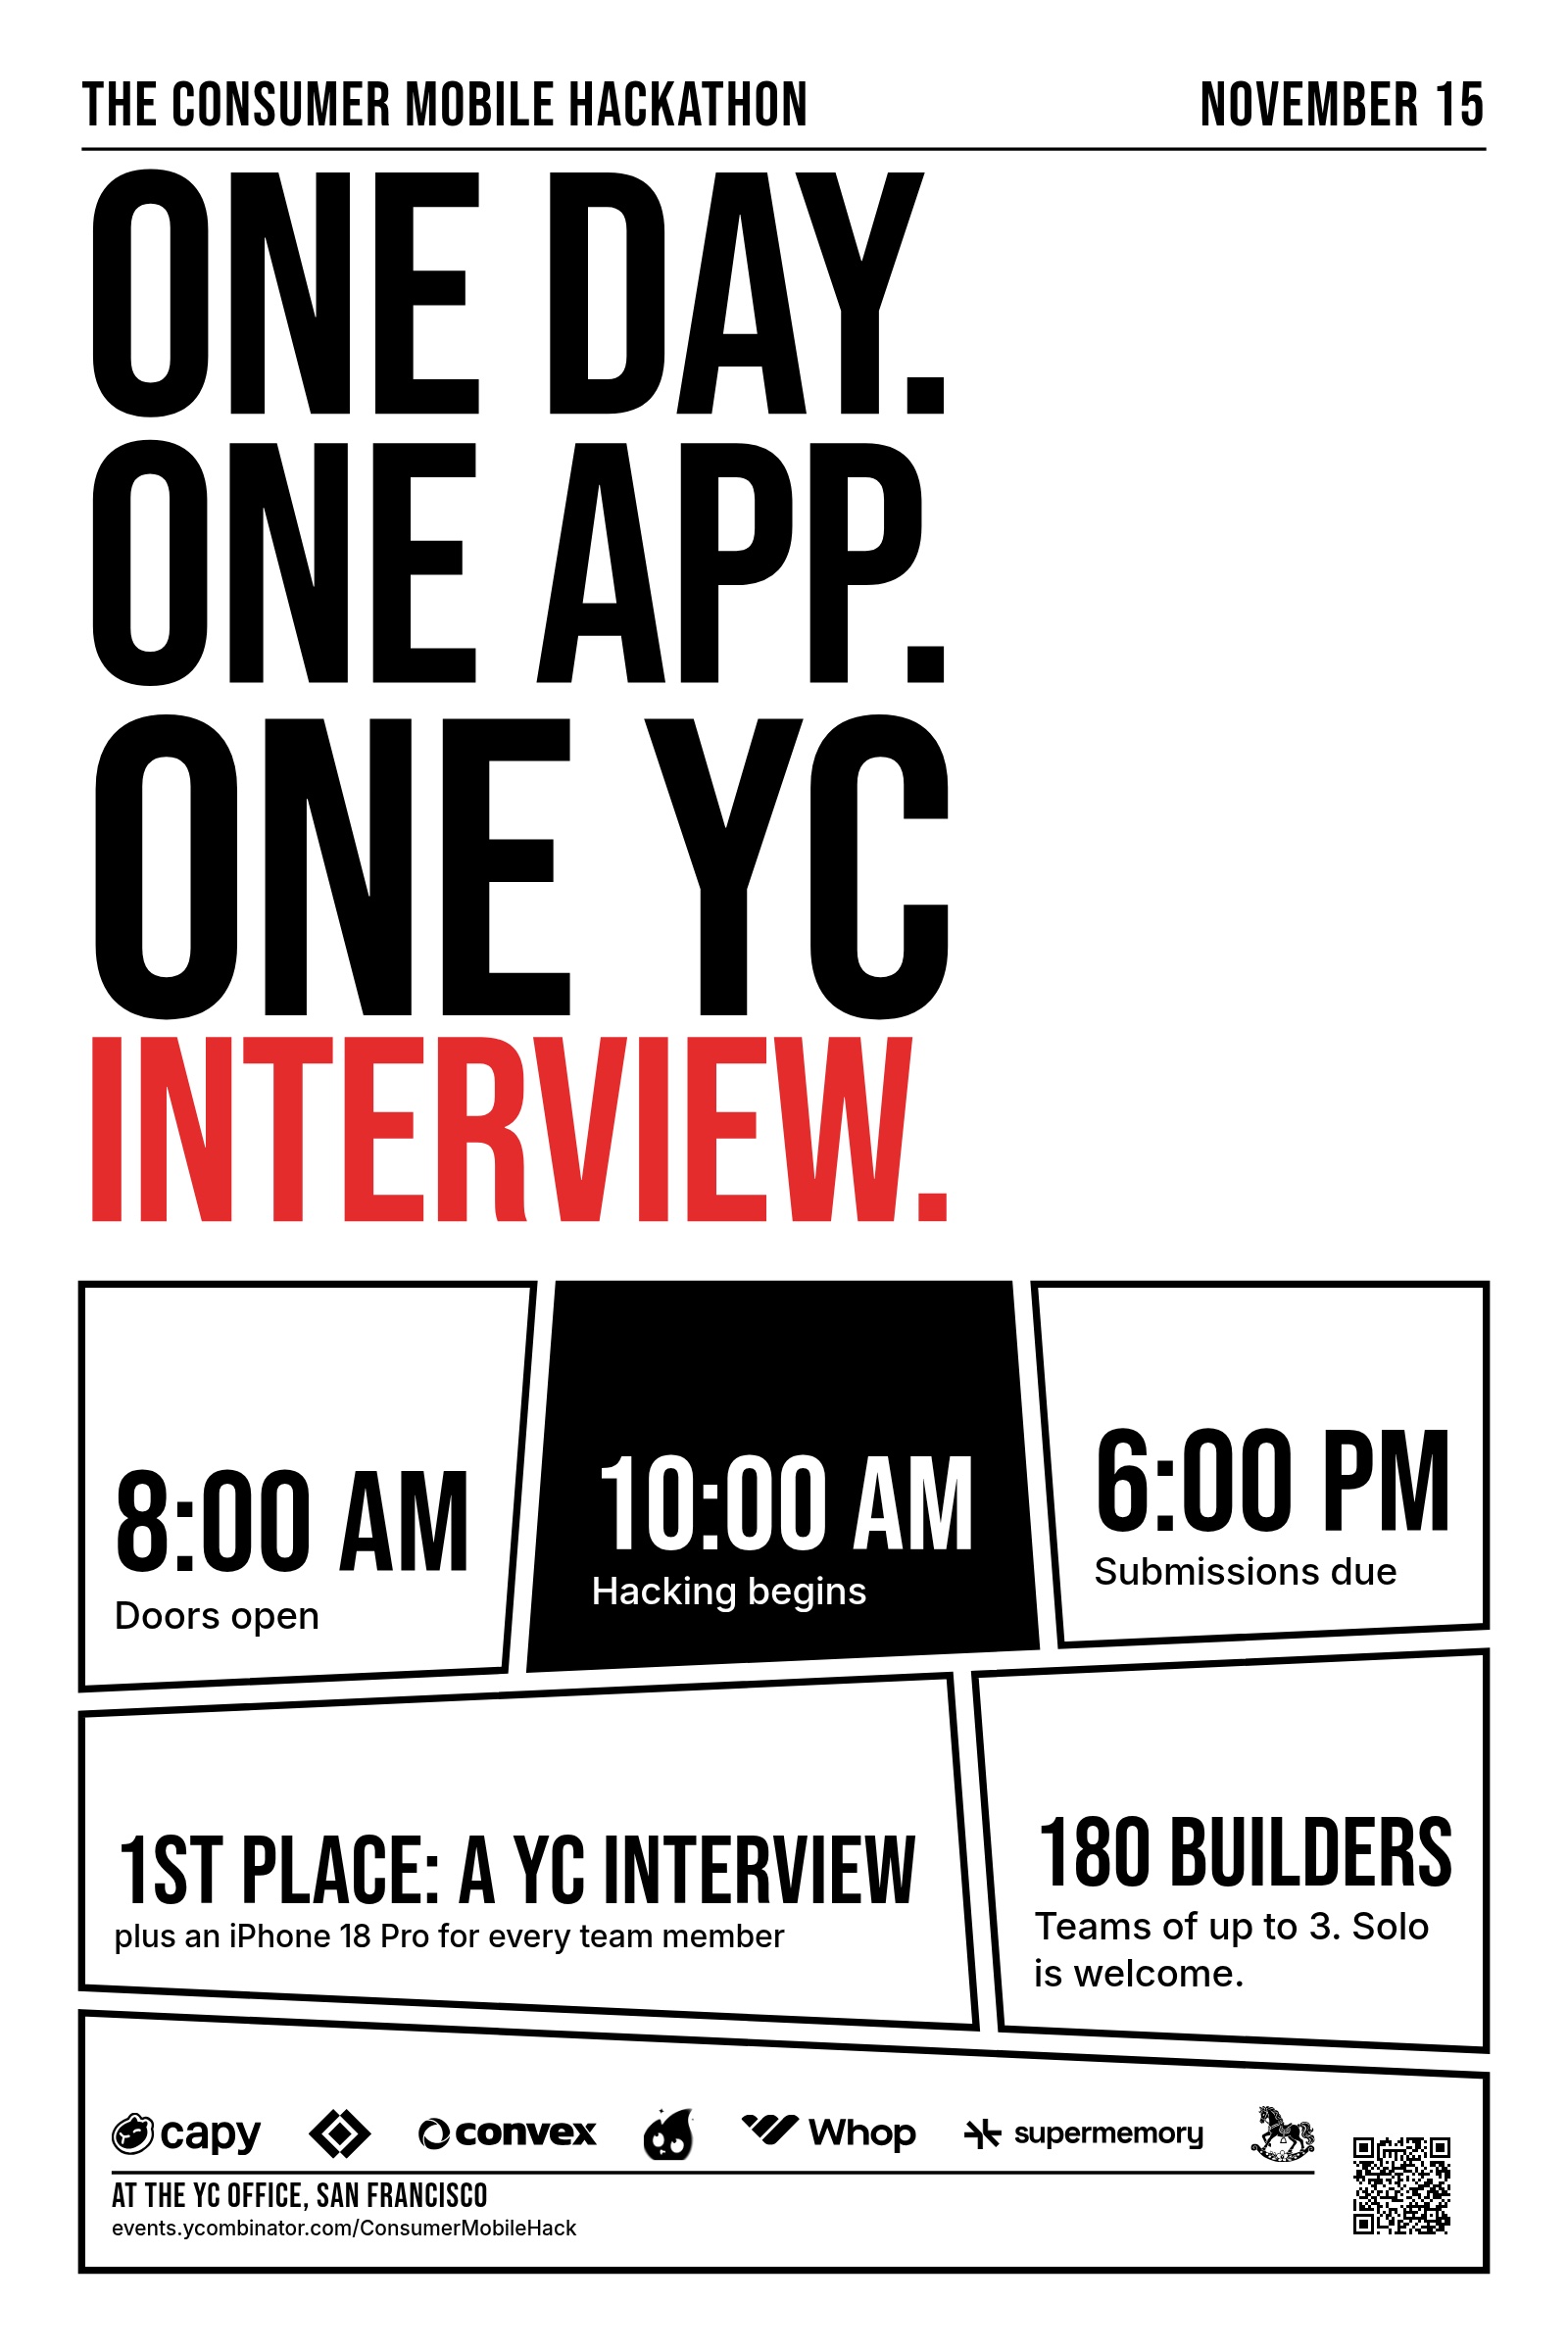 THE CONSUMER MOBILE HACKATHON
NOVEMBER 15
ONE DAY.
ONE APP.
ONE YC
INTERVIEW.
8:00 AM
Doors open
10:00 AM
Hacking begins
6:00 PM
Submissions due
1ST PLACE: A YC INTERVIEW
plus an iPhone 18 Pro for every team member
180 BUILDERS
Teams of up to 3. Solo
is welcome.
capy
convex
Whop
supermemory
AT THE YC OFFICE, SAN FRANCISCO
events.ycombinator.com/ConsumerMobileHack